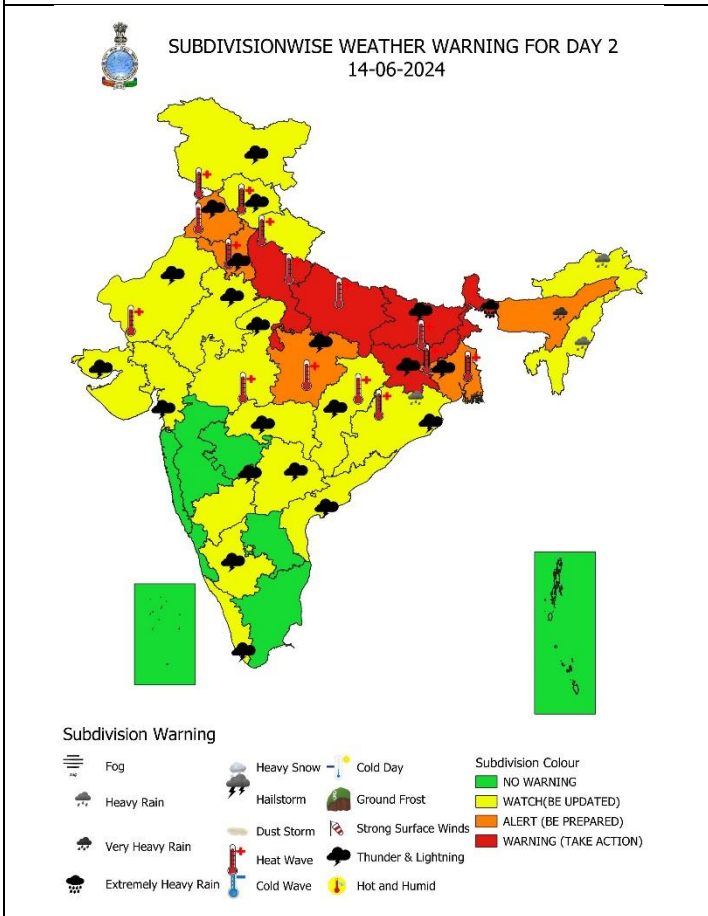 SUBDIVISIONWISE WEATHER WARNING FOR DAY 2
14-06-2024
Subdivision Warning
Fog
Heavy Rain
Very Heavy Rain
Extremely Heavy Rain
Heavy Snow
Hailstorm
Dust Storm
Heat Wave
Cold Wave
Cold Day
Ground Frost
Strong Surface Winds
Thunder & Lightning
Hot and Humid
Subdivision Colour
NO WARNING
WATCH(BE UPDATED)
ALERT (BE PREPARED)
WARNING (TAKE ACTION)